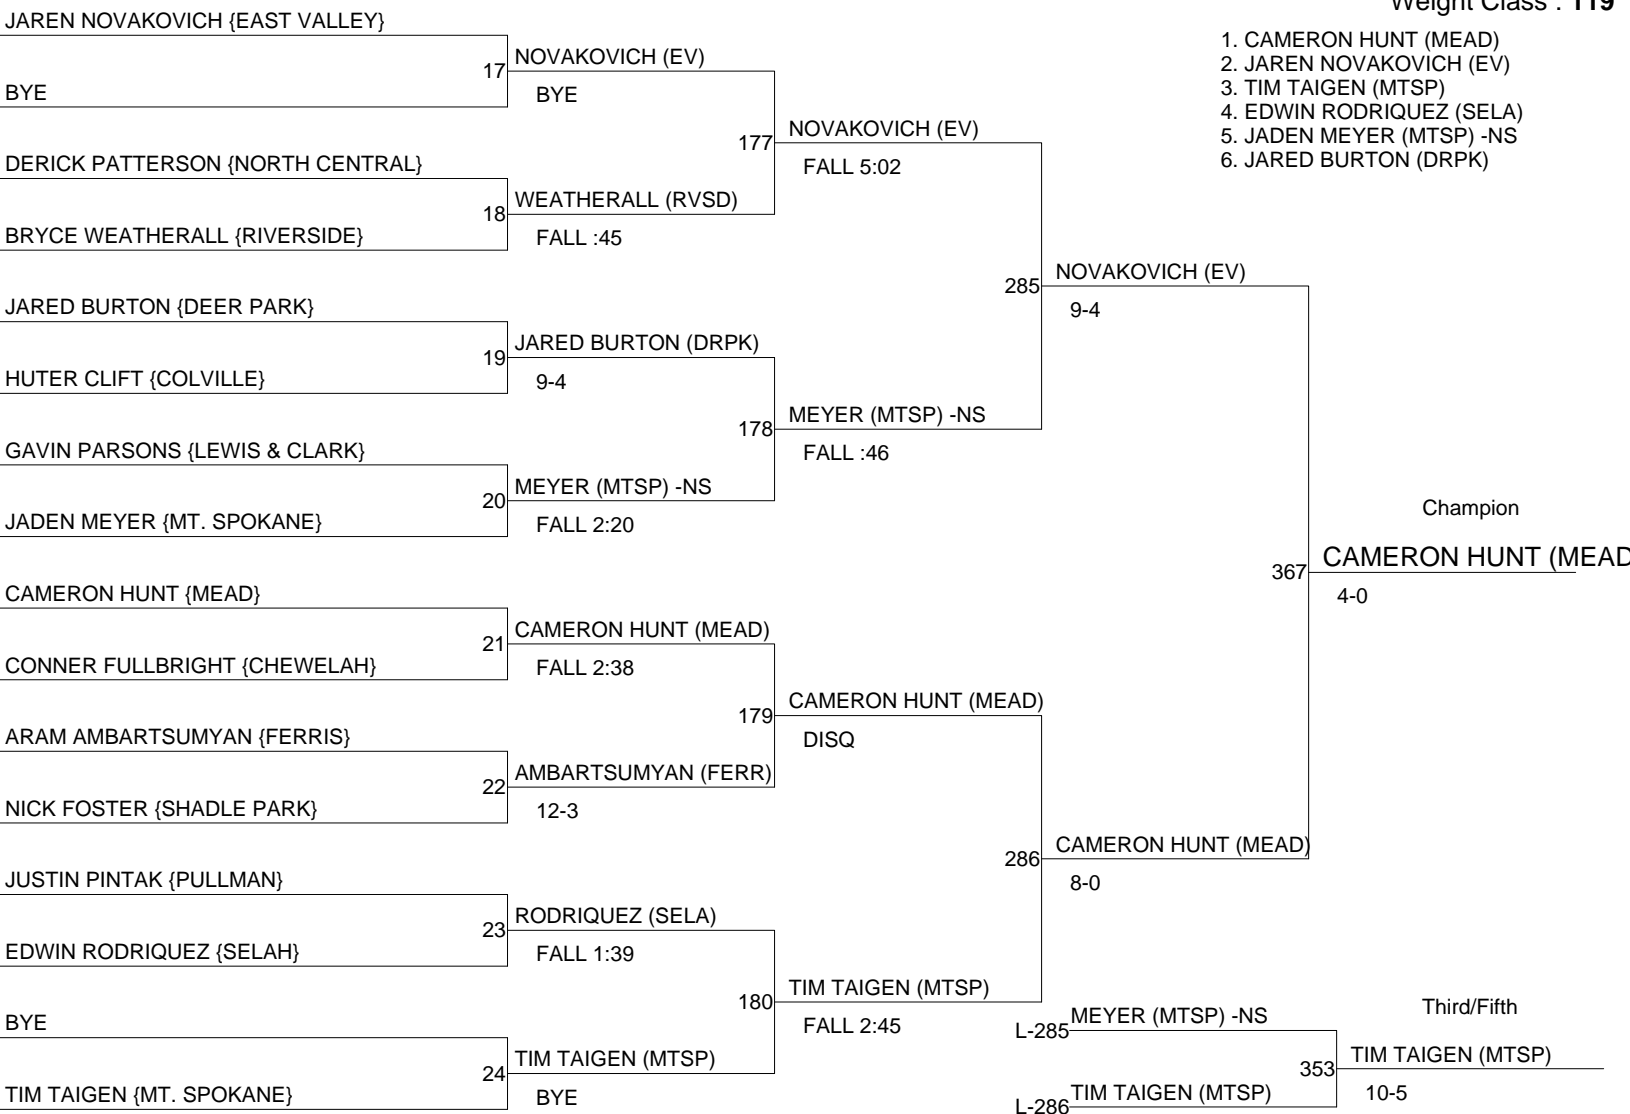 Weight Class : 119
1. CAMERON HUNT (MEAD)
2. JAREN NOVAKOVICH (EV)
3. TIM TAIGEN (MTSP)
4. EDWIN RODRIQUEZ (SELA)
5. JADEN MEYER (MTSP) -NS
6. JARED BURTON (DRPK)
JAREN NOVAKOVICH {EAST VALLEY}
BYE
DERICK PATTERSON {NORTH CENTRAL}
BRYCE WEATHERALL {RIVERSIDE}
JARED BURTON {DEER PARK}
HUTER CLIFT {COLVILLE}
GAVIN PARSONS {LEWIS & CLARK}
JADEN MEYER {MT. SPOKANE}
CAMERON HUNT {MEAD}
CONNER FULLBRIGHT {CHEWELAH}
ARAM AMBARTSUMYAN {FERRIS}
NICK FOSTER {SHADLE PARK}
JUSTIN PINTAK {PULLMAN}
EDWIN RODRIQUEZ {SELAH}
BYE
TIM TAIGEN {MT. SPOKANE}
17 NOVAKOVICH (EV)
BYE
18 WEATHERALL (RVSD)
FALL :45
19 JARED BURTON (DRPK)
9-4
20 MEYER (MTSP) -NS
FALL 2:20
21 CAMERON HUNT (MEAD)
FALL 2:38
22 AMBARTSUMYAN (FERR)
12-3
23 RODRIQUEZ (SELA)
FALL 1:39
24 TIM TAIGEN (MTSP)
BYE
177 NOVAKOVICH (EV)
FALL 5:02
178 MEYER (MTSP) -NS
FALL :46
179 CAMERON HUNT (MEAD)
DISQ
180 TIM TAIGEN (MTSP)
FALL 2:45
285 NOVAKOVICH (EV)
9-4
286 CAMERON HUNT (MEAD)
8-0
Champion
367 CAMERON HUNT (MEAD
4-0
Third/Fifth
L-285 MEYER (MTSP) -NS
L-286 TIM TAIGEN (MTSP)
353 TIM TAIGEN (MTSP)
10-5